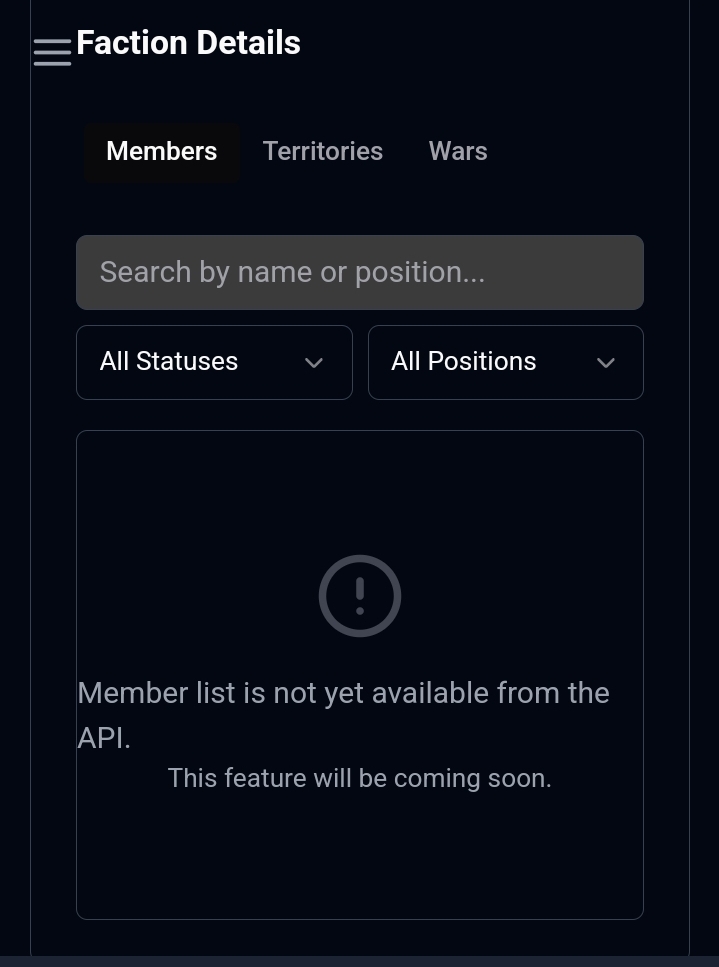 Faction Details
Members Territories Wars
Search by name or position...
All Statuses All Positions
Member list is not yet available from the
API.
This feature will be coming soon.